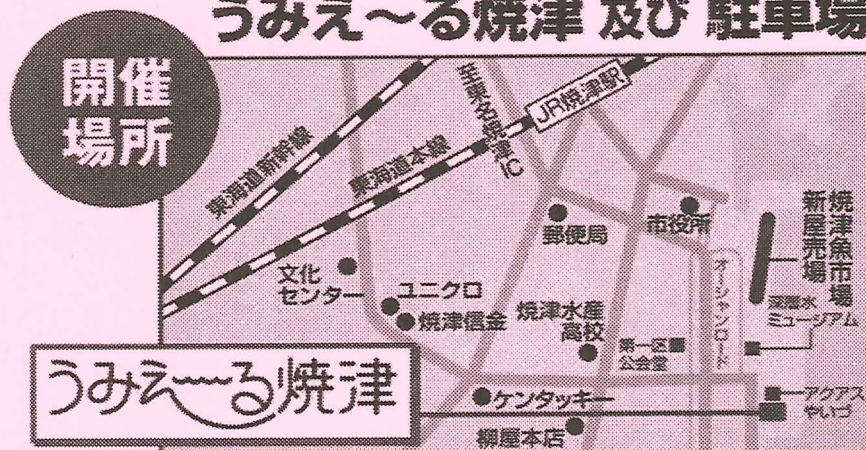 うみえ〜る焼津 及び 駐車場
開催
場所
東海道新幹線
東海道本線
至東名焼津IC
JR焼津駅
郵便局
市役所
焼津魚市場
新屋売場
オーシャンロード
深層水
ミュージアム
文化
センター
ユニクロ
焼津信金
焼津水産
高校
第一区
公会堂
うみえ〜る焼津
ケンタッキー
柳屋本店
アクアス
やいづ